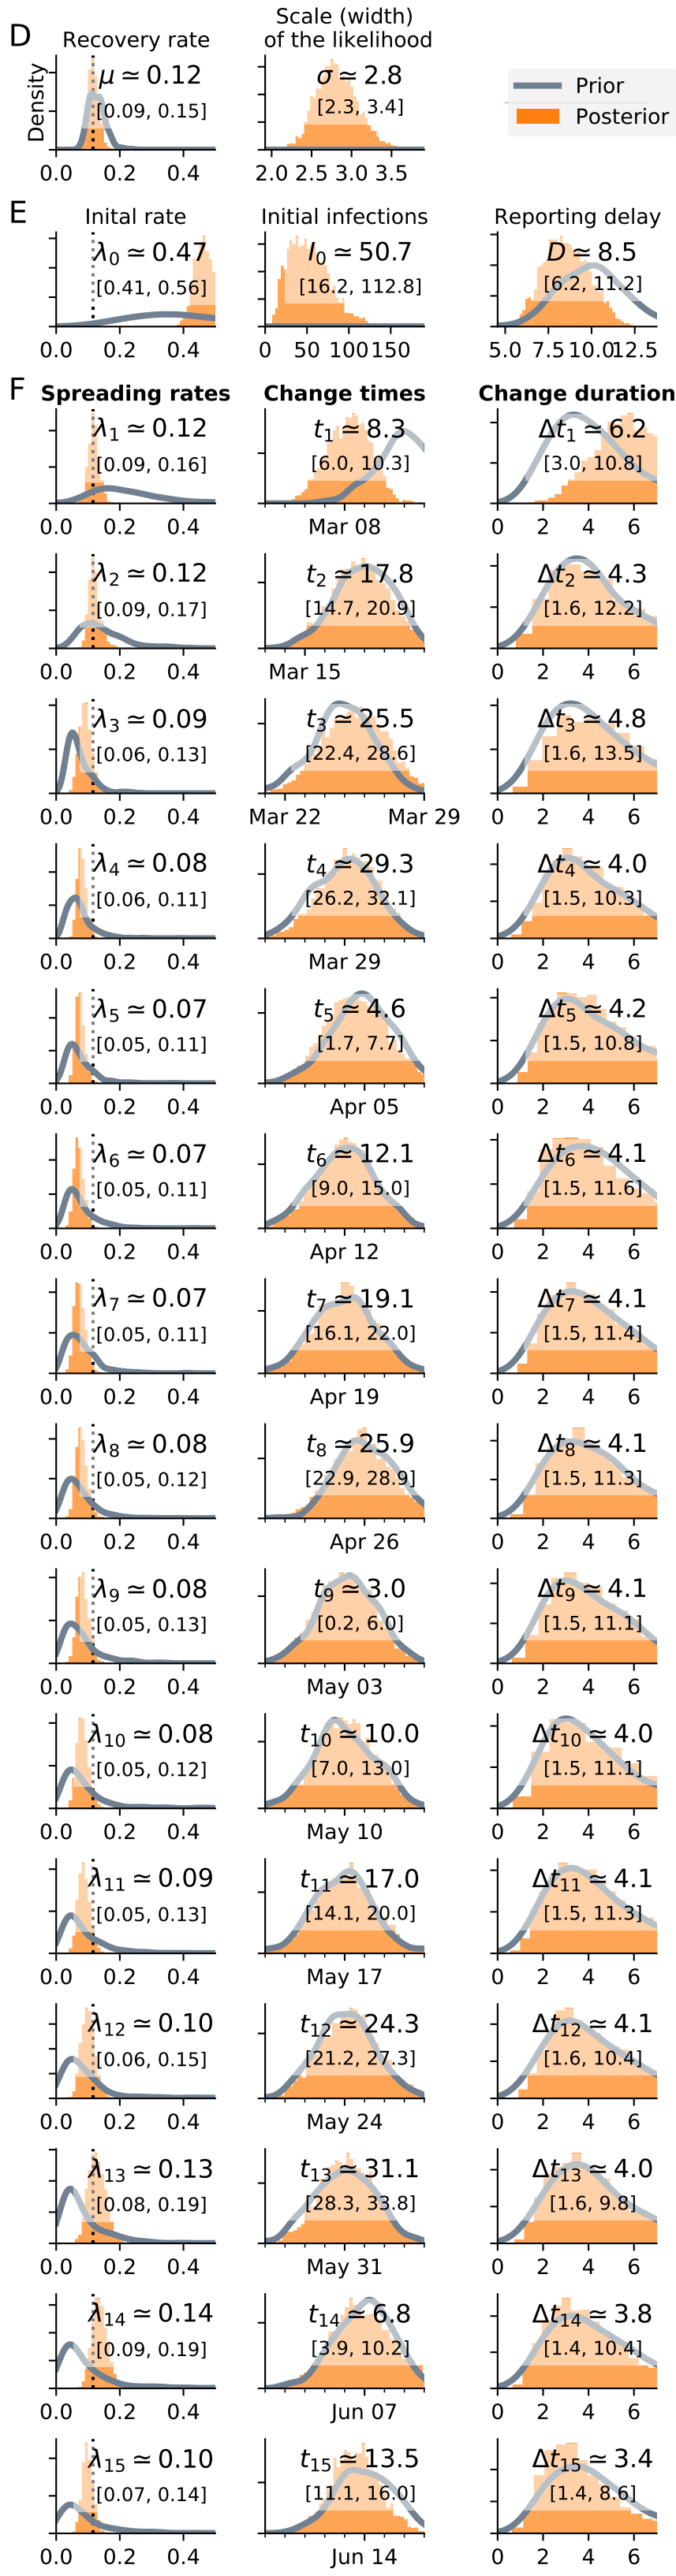 D
Recovery rate
Scale (width)
of the likelihood
Density
μ ≃ 0.12
[0.09, 0.15]
σ ≃ 2.8
[2.3, 3.4]
Prior
Posterior
0.0 0.2 0.4
2.0 2.5 3.0 3.5
E
Inital rate
Initial infections
Reporting delay
λ0 ≃ 0.47
[0.41, 0.56]
I0 ≃ 50.7
[16.2, 112.8]
D ≃ 8.5
[6.2, 11.2]
0.0 0.2 0.4
0 50 100 150
5.0 7.5 10.0 12.5
F
Spreading rates
Change times
Change duration
λ1 ≃ 0.12
[0.09, 0.16]
t1 ≃ 8.3
[6.0, 10.3]
Δt1 ≃ 6.2
[3.0, 10.8]
0.0 0.2 0.4
Mar 08
0 2 4 6
λ2 ≃ 0.12
[0.09, 0.17]
t2 ≃ 17.8
[14.7, 20.9]
Δt2 ≃ 4.3
[1.6, 12.2]
0.0 0.2 0.4
Mar 15
0 2 4 6
λ3 ≃ 0.09
[0.06, 0.13]
t3 ≃ 25.5
[22.4, 28.6]
Δt3 ≃ 4.8
[1.6, 13.5]
0.0 0.2 0.4
Mar 22 Mar 29
0 2 4 6
λ4 ≃ 0.08
[0.06, 0.11]
t4 ≃ 29.3
[26.2, 32.1]
Δt4 ≃ 4.0
[1.5, 10.3]
0.0 0.2 0.4
Mar 29
0 2 4 6
λ5 ≃ 0.07
[0.05, 0.11]
t5 ≃ 4.6
[1.7, 7.7]
Δt5 ≃ 4.2
[1.5, 10.8]
0.0 0.2 0.4
Apr 05
0 2 4 6
λ6 ≃ 0.07
[0.05, 0.11]
t6 ≃ 12.1
[9.0, 15.0]
Δt6 ≃ 4.1
[1.5, 11.6]
0.0 0.2 0.4
Apr 12
0 2 4 6
λ7 ≃ 0.07
[0.05, 0.11]
t7 ≃ 19.1
[16.1, 22.0]
Δt7 ≃ 4.1
[1.5, 11.4]
0.0 0.2 0.4
Apr 19
0 2 4 6
λ8 ≃ 0.08
[0.05, 0.12]
t8 ≃ 25.9
[22.9, 28.9]
Δt8 ≃ 4.1
[1.5, 11.3]
0.0 0.2 0.4
Apr 26
0 2 4 6
λ9 ≃ 0.08
[0.05, 0.13]
t9 ≃ 3.0
[0.2, 6.0]
Δt9 ≃ 4.1
[1.5, 11.1]
0.0 0.2 0.4
May 03
0 2 4 6
λ10 ≃ 0.08
[0.05, 0.12]
t10 ≃ 10.0
[7.0, 13.0]
Δt10 ≃ 4.0
[1.5, 11.1]
0.0 0.2 0.4
May 10
0 2 4 6
λ11 ≃ 0.09
[0.05, 0.13]
t11 ≃ 17.0
[14.1, 20.0]
Δt11 ≃ 4.1
[1.5, 11.3]
0.0 0.2 0.4
May 17
0 2 4 6
λ12 ≃ 0.10
[0.06, 0.15]
t12 ≃ 24.3
[21.2, 27.3]
Δt12 ≃ 4.1
[1.6, 10.4]
0.0 0.2 0.4
May 24
0 2 4 6
λ13 ≃ 0.13
[0.08, 0.19]
t13 ≃ 31.1
[28.3, 33.8]
Δt13 ≃ 4.0
[1.6, 9.8]
0.0 0.2 0.4
May 31
0 2 4 6
λ14 ≃ 0.14
[0.09, 0.19]
t14 ≃ 6.8
[3.9, 10.2]
Δt14 ≃ 3.8
[1.4, 10.4]
0.0 0.2 0.4
Jun 07
0 2 4 6
λ15 ≃ 0.10
[0.07, 0.14]
t15 ≃ 13.5
[11.1, 16.0]
Δt15 ≃ 3.4
[1.4, 8.6]
0.0 0.2 0.4
Jun 14
0 2 4 6